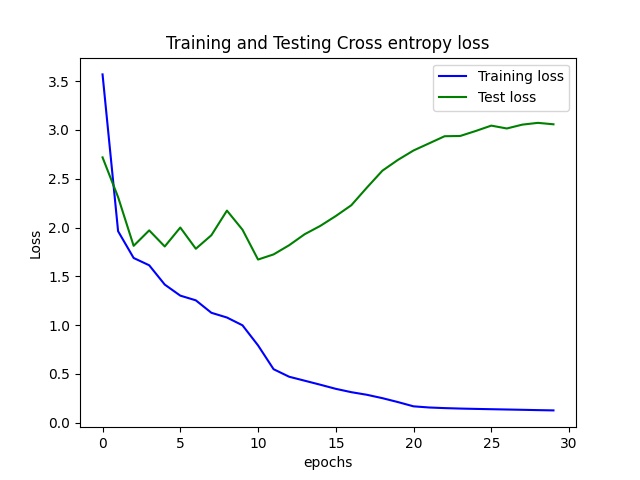 Training and Testing Cross entropy loss
Training loss
Test loss
3.5
3.0
2.5
2.0
1.5
1.0
0.5
0.0
Loss
0 5 10 15 20 25 30
epochs